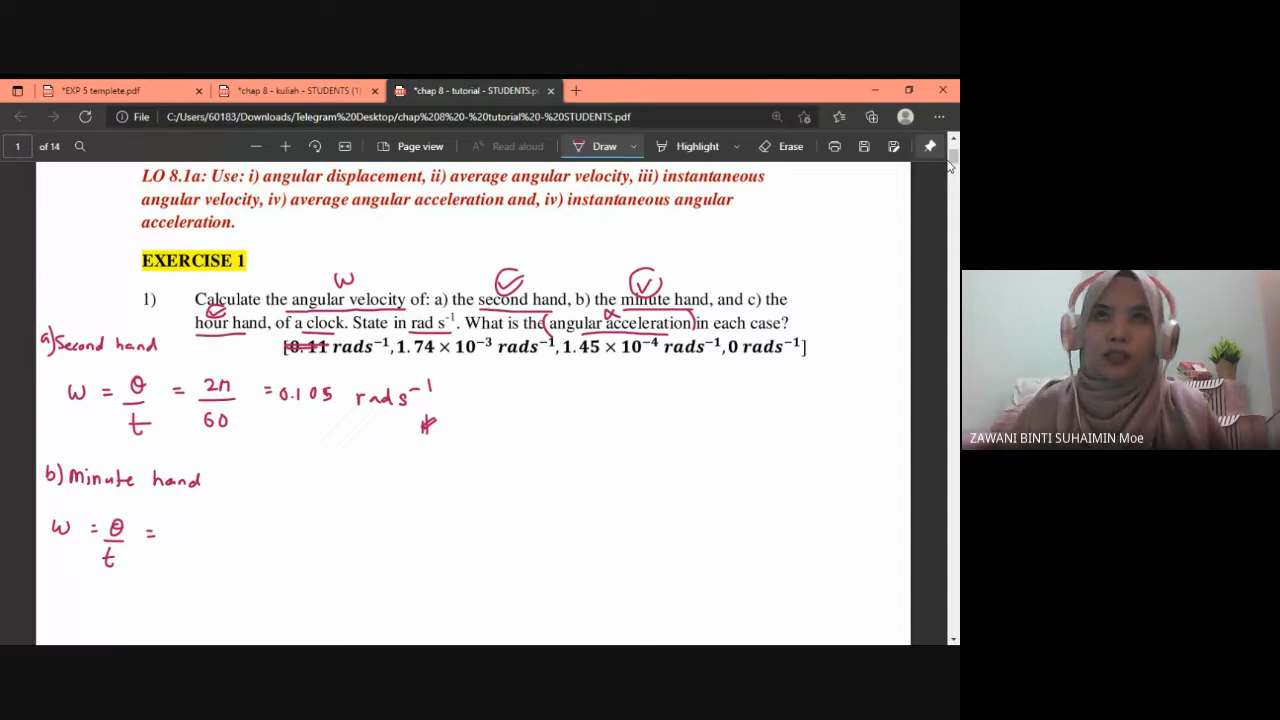 *EXP 5 templete.pdf
*chap 8 - kuliah - STUDENTS (1)
*chap 8 - tutorial - STUDENTS.p
File C:/Users/60183/Downloads/Telegram%20Desktop/chap%208%20-%20tutorial%20-%20STUDENTS.pdf
1 of 14 Page view Read aloud Draw Highlight Erase
LO 8.1a: Use: i) angular displacement, ii) average angular velocity, iii) instantaneous
angular velocity, iv) average angular acceleration and, iv) instantaneous angular
acceleration.
EXERCISE 1
ω
1) Calculate the angular velocity of: a) the second hand, b) the minute hand, and c) the
α
hour hand, of a clock. State in rad s⁻¹. What is the (angular acceleration) in each case?
[0.11 rads⁻¹, 1.74 × 10⁻³ rads⁻¹, 1.45 × 10⁻⁴ rads⁻¹, 0 rads⁻¹]
a) Second hand
ω = θ/t = 2π/60 = 0.105 rad s⁻¹
b) Minute hand
ω = θ/t =
ZAWANI BINTI SUHAIMIN Moe